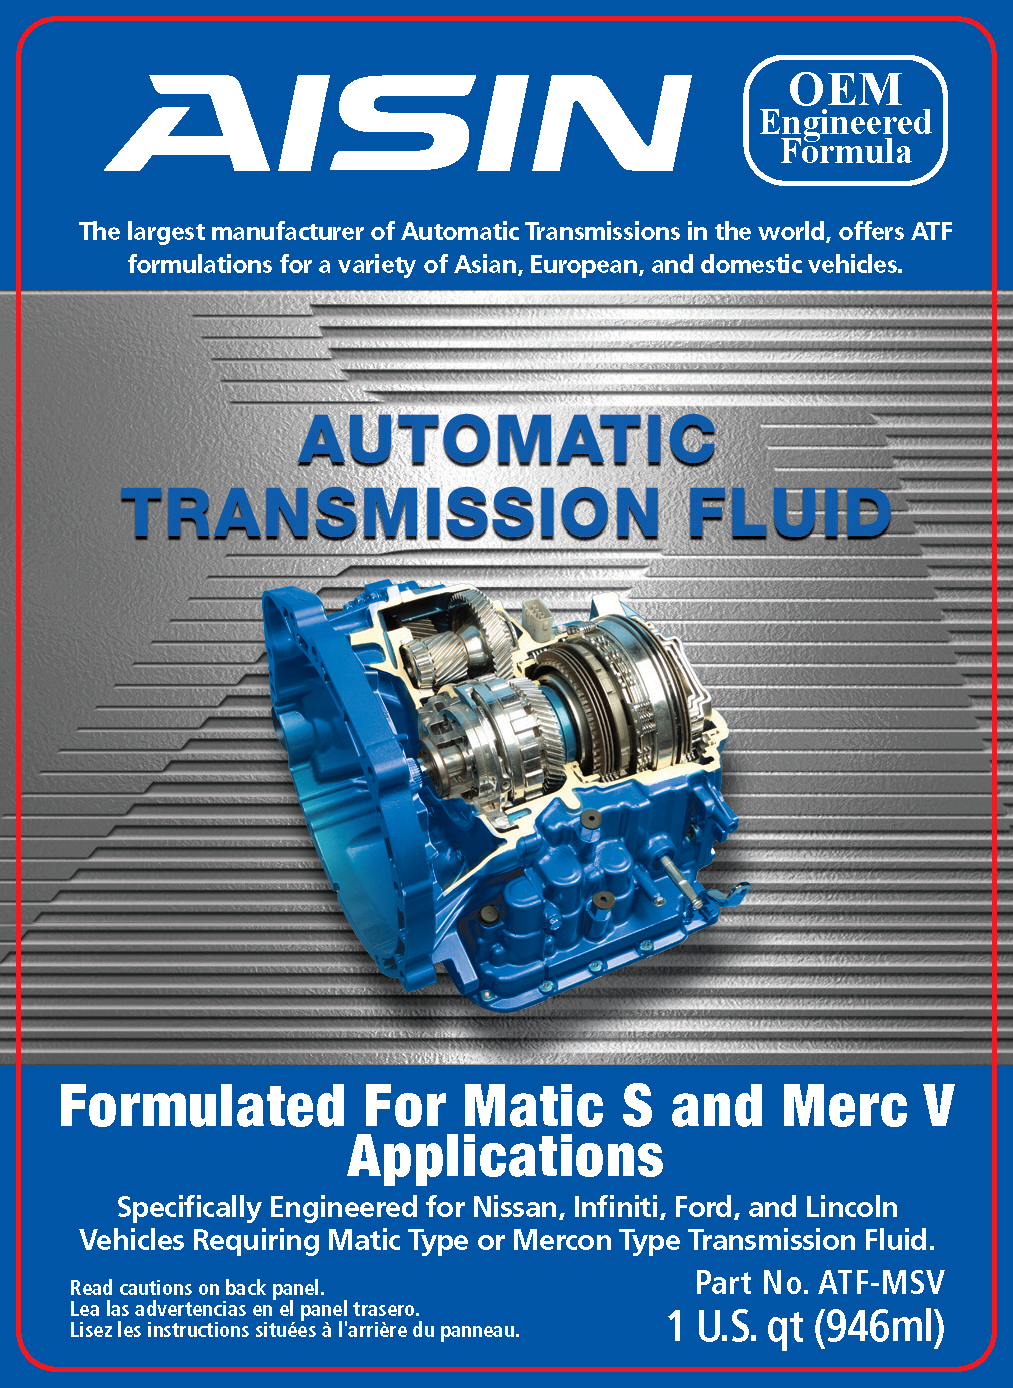 AISIN
OEM
Engineered
Formula
The largest manufacturer of Automatic Transmissions in the world, offers ATF
formulations for a variety of Asian, European, and domestic vehicles.
AUTOMATIC
TRANSMISSION FLUID
Formulated For Matic S and Merc V
Applications
Specifically Engineered for Nissan, Infiniti, Ford, and Lincoln
Vehicles Requiring Matic Type or Mercon Type Transmission Fluid.
Read cautions on back panel.
Lea las advertencias en el panel trasero.
Lisez les instructions situées à l'arrière du panneau.
Part No. ATF-MSV
1 U.S. qt (946ml)